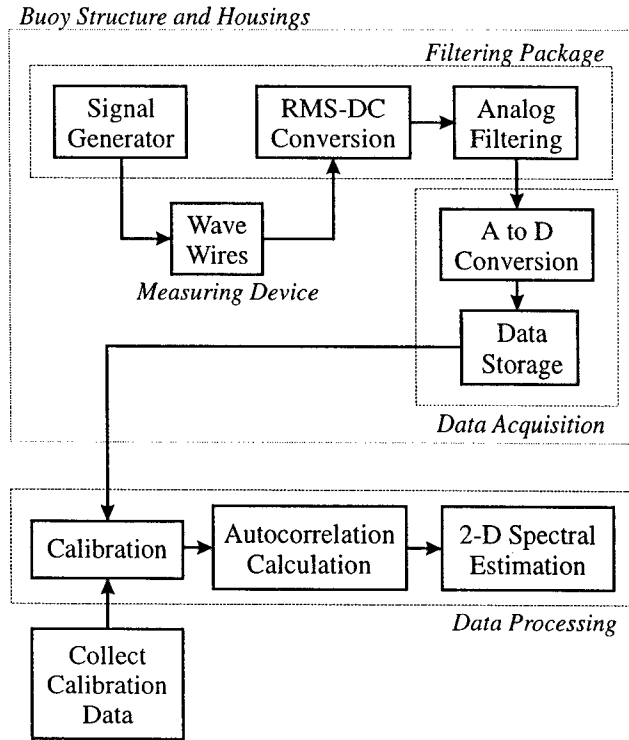 Buoy Structure and Housings
Filtering Package
Signal
Generator
RMS-DC
Conversion
Analog
Filtering
Wave
Wires
Measuring Device
A to D
Conversion
Data
Storage
Data Acquisition
Calibration
Autocorrelation
Calculation
2-D Spectral
Estimation
Data Processing
Collect
Calibration
Data